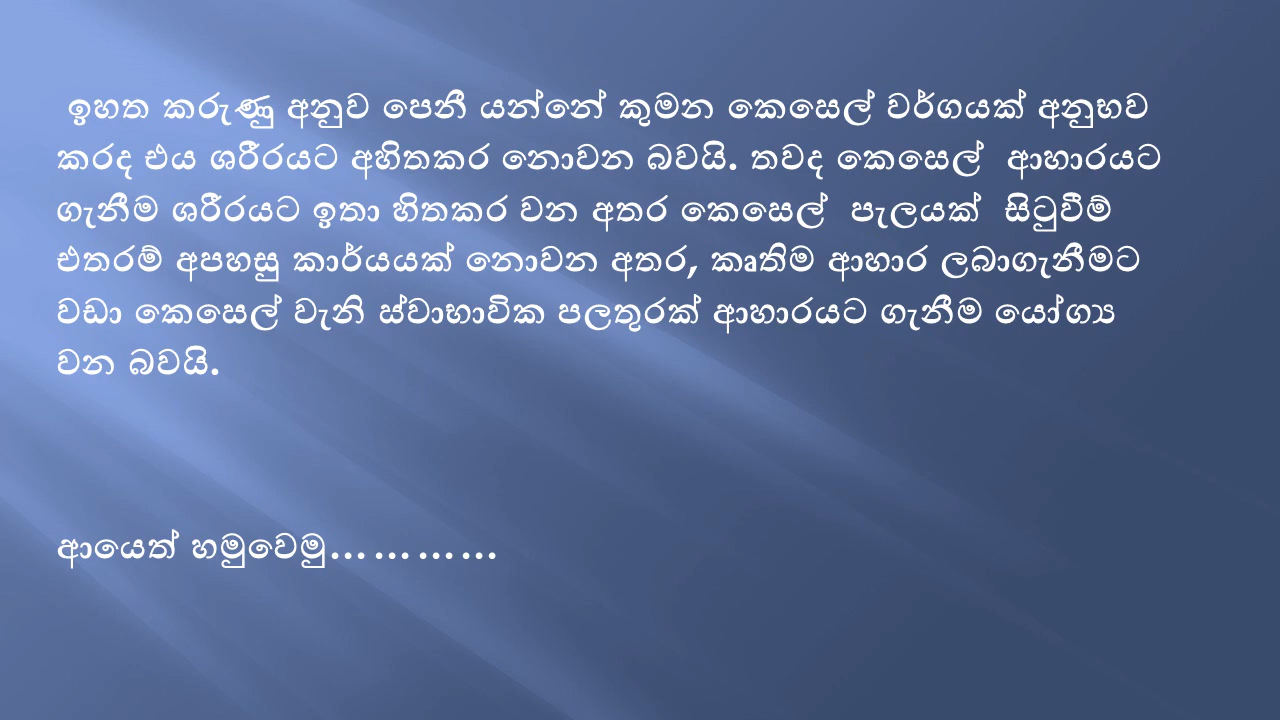 ඉහත කරුණු අනුව පෙනී යන්නේ කුමන කෙසෙල් වර්ගයක් අනුභව
කරද එය ශරීරයට අහිතකර නොවන බවයි. තවද කෙසෙල් ආහාරයට
ගැනීම ශරීරයට ඉතා හිතකර වන අතර කෙසෙල් පැලයක් සිටුවීම්
එතරම් අපහසු කාර්යයක් නොවන අතර, කෘතිම ආහාර ලබාගැනීමට
වඩා කෙසෙල් වැනි ස්වාභාවික පලතුරක් ආහාරයට ගැනීම යෝග්‍ය
වන බවයි.
ආයෙත් හමුවෙමු…………